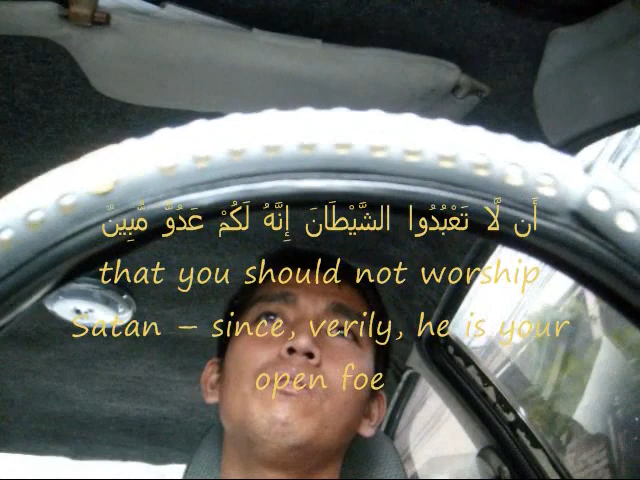 أَن لَّا تَعْبُدُوا الشَّيْطَانَ إِنَّهُ لَكُمْ عَدُوٌّ مُّبِينٌ
that you should not worship
Satan – since, verily, he is your
open foe